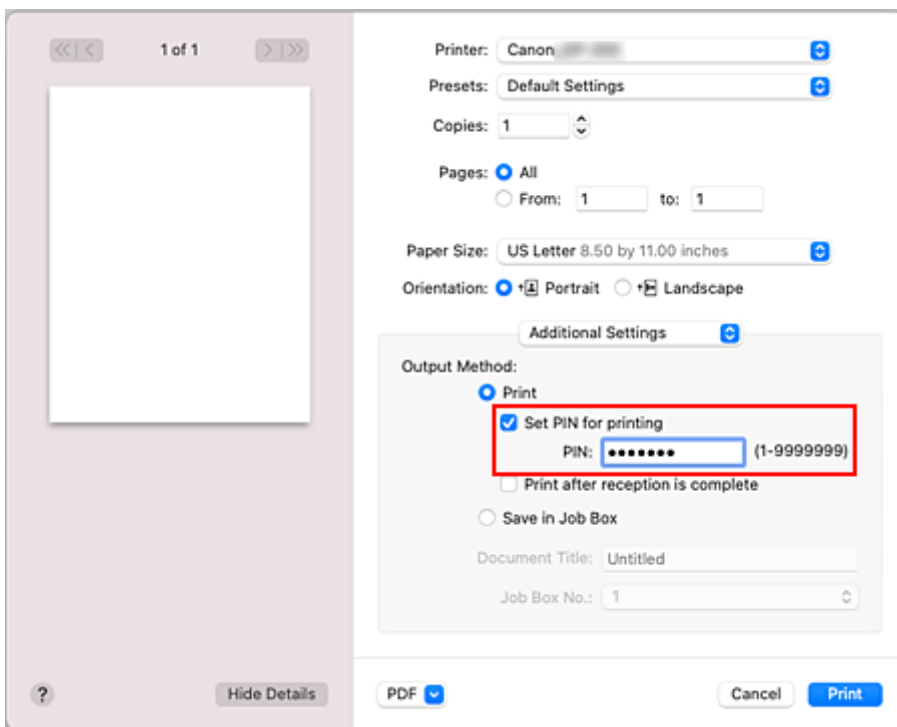 1 of 1
Printer: Canon
Presets: Default Settings
Copies: 1
Pages: All
From: 1 to: 1
Paper Size: US Letter 8.50 by 11.00 inches
Orientation: Portrait Landscape
Additional Settings
Output Method:
Print
Set PIN for printing
PIN: ••••••• (1-9999999)
Print after reception is complete
Save in Job Box
Document Title: Untitled
Job Box No.: 1
? Hide Details PDF Cancel Print